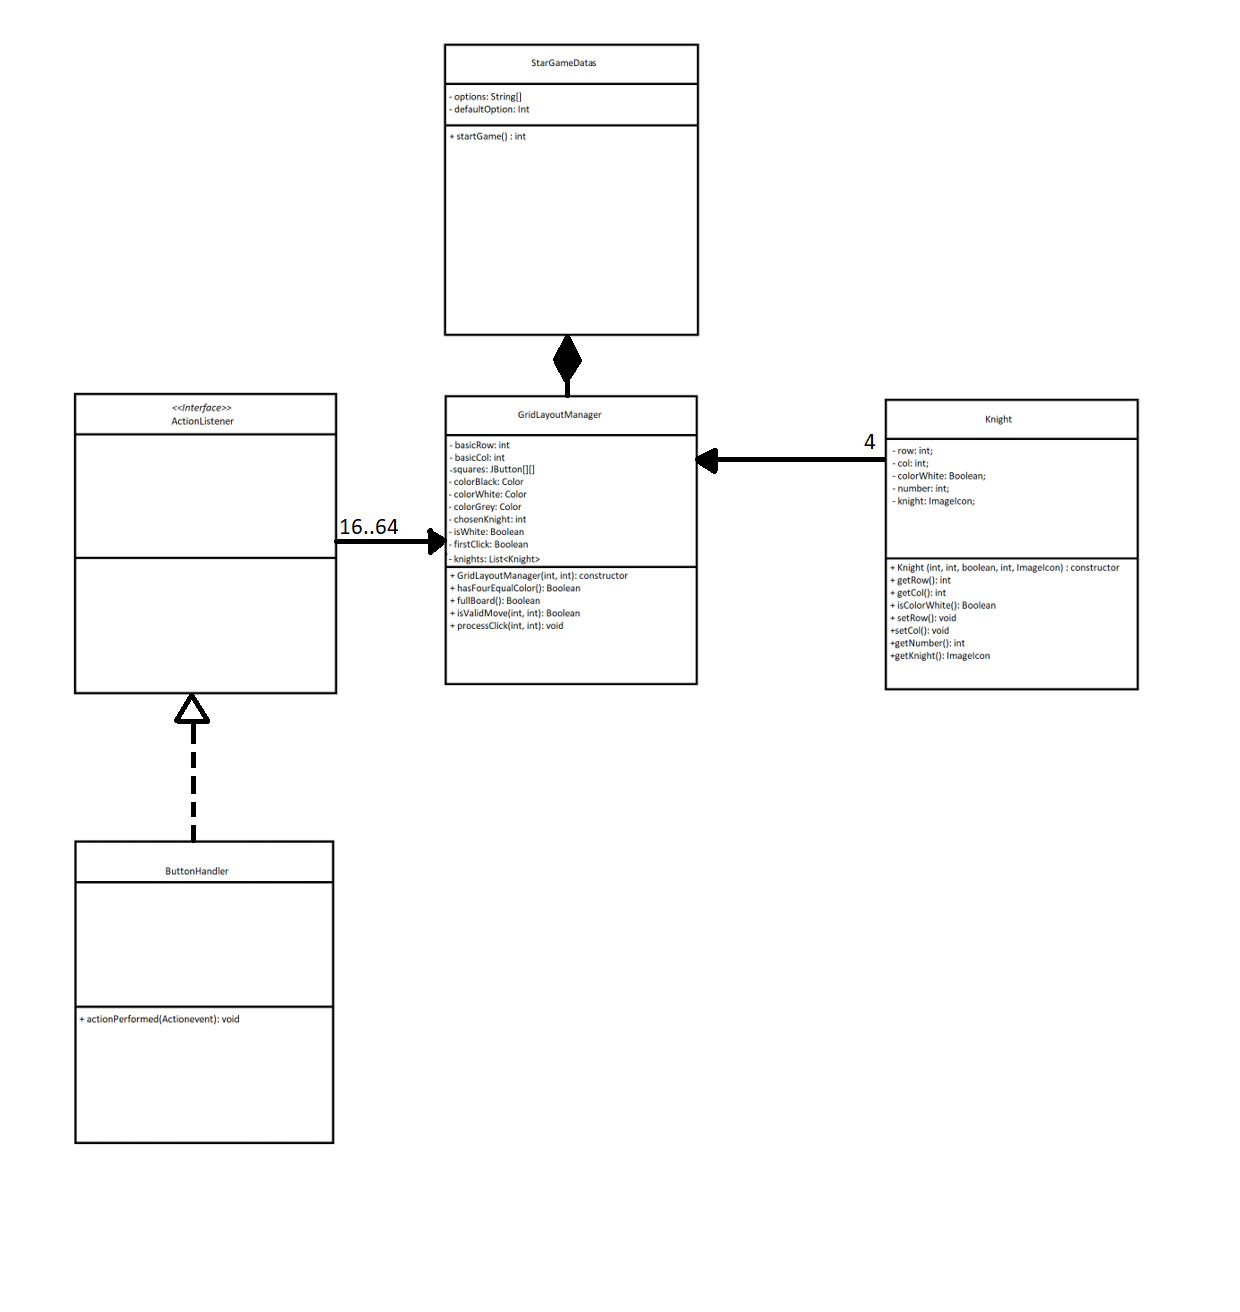 StarGameDatas
- options: String[]
- defaultOption: Int
+ startGame() : int
<<Interface>>
ActionListener
16..64
GridLayoutManager
- basicRow: int
- basicCol: int
-squares: JButton[][]
- colorBlack: Color
- colorWhite: Color
- colorGrey: Color
- chosenKnight: int
- isWhite: Boolean
- firstClick: Boolean
- knights: List<Knight>
+ GridLayoutManager(int, int): constructor
+ hasFourEqualColor(): Boolean
+ fullBoard(): Boolean
+ isValidMove(int, int): Boolean
+ processClick(int, int): void
4
Knight
- row: int;
- col: int;
- colorWhite: Boolean;
- number: int;
- knight: ImageIcon;
+ Knight (int, int, boolean, int, ImageIcon) : constructor
+ getRow(): int
+ getCol(): int
+ isColorWhite(): Boolean
+ setRow(): void
+setCol(): void
+getNumber(): int
+getKnight(): ImageIcon
ButtonHandler
+ actionPerformed(Actionevent): void